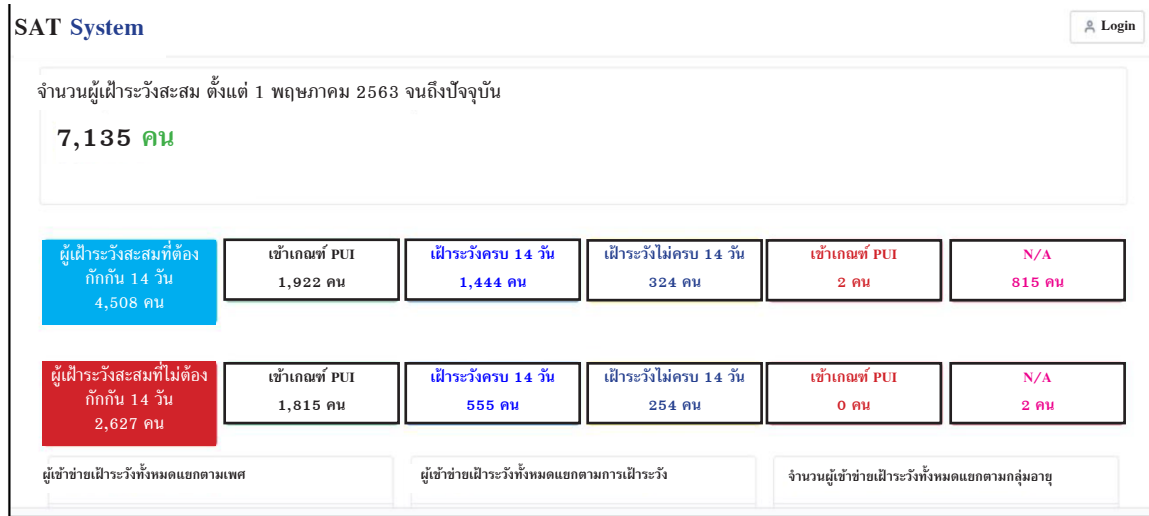 SAT System
Login
จำนวนผู้เฝ้าระวังสะสม ตั้งแต่ 1 พฤษภาคม 2563 จนถึงปัจจุบัน
7,135 คน
ผู้เฝ้าระวังสะสมที่ต้อง
กักกัน 14 วัน
4,508 คน
เข้าเกณฑ์ PUI
1,922 คน
เฝ้าระวังครบ 14 วัน
1,444 คน
เฝ้าระวังไม่ครบ 14 วัน
324 คน
เข้าเกณฑ์ PUI
2 คน
N/A
815 คน
ผู้เฝ้าระวังสะสมที่ไม่ต้อง
กักกัน 14 วัน
2,627 คน
เข้าเกณฑ์ PUI
1,815 คน
เฝ้าระวังครบ 14 วัน
555 คน
เฝ้าระวังไม่ครบ 14 วัน
254 คน
เข้าเกณฑ์ PUI
0 คน
N/A
2 คน
ผู้เข้าข่ายเฝ้าระวังทั้งหมดแยกตามเพศ
ผู้เข้าข่ายเฝ้าระวังทั้งหมดแยกตามการเฝ้าระวัง
จำนวนผู้เข้าข่ายเฝ้าระวังทั้งหมดแยกตามกลุ่มอายุ